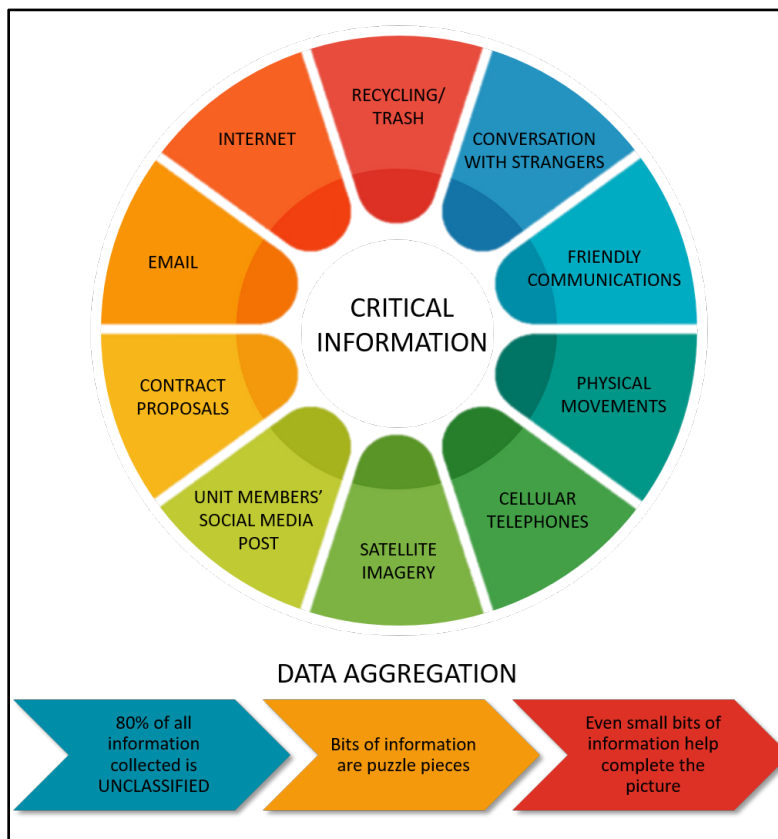 RECYCLING/
TRASH
CONVERSATION
WITH STRANGERS
FRIENDLY
COMMUNICATIONS
PHYSICAL
MOVEMENTS
CELLULAR
TELEPHONES
SATELLITE
IMAGERY
UNIT MEMBERS’
SOCIAL MEDIA
POST
CONTRACT
PROPOSALS
EMAIL
INTERNET
CRITICAL
INFORMATION
DATA AGGREGATION
80% of all
information
collected is
UNCLASSIFIED
Bits of information
are puzzle pieces
Even small bits of
information help
complete the
picture